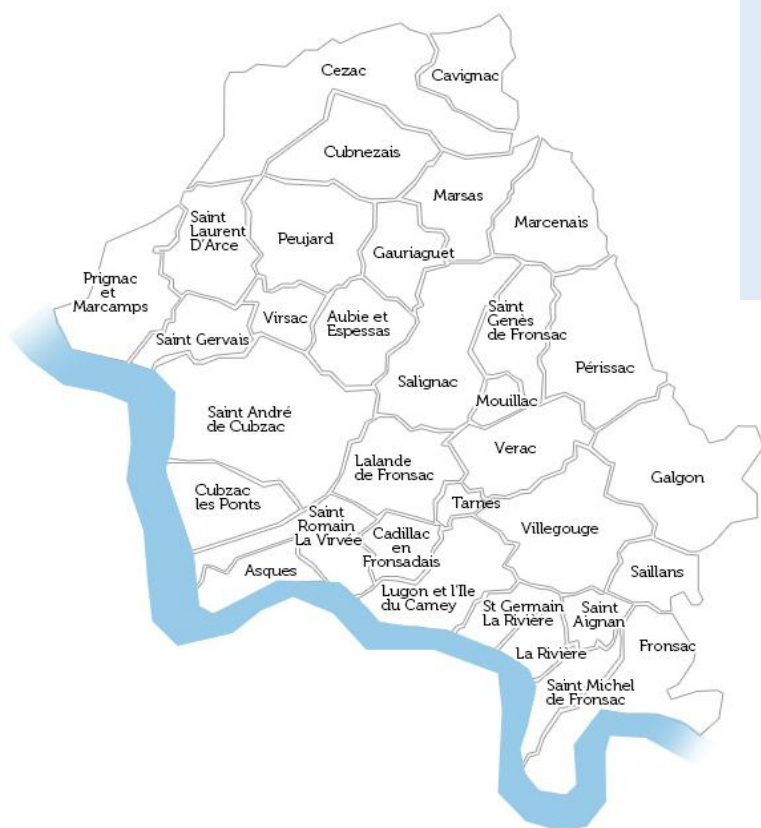 Cezac
Cavignac
Cubnezais
Marsas
Marcenais
Saint
Laurent
D'Arce
Peujard
Gauriaguet
Prignac
et
Marcamps
Saint Gervais
Virsac
Aubie et
Espessas
Saint
Genès
de Fronsac
Salignac
Mouillac
Périssac
Saint André
de Cubzac
Lalande
de Fronsac
Verac
Galgon
Cubzac
les Ponts
Saint
Romain
La Virvée
Tarnes
Cadillac
en
Fronsadais
Villegouge
Asques
Lugon et l'Ile
du Camey
St Germain
La Rivière
Saint
Aignan
Saillans
La Rivière
Fronsac
Saint Michel
de Fronsac